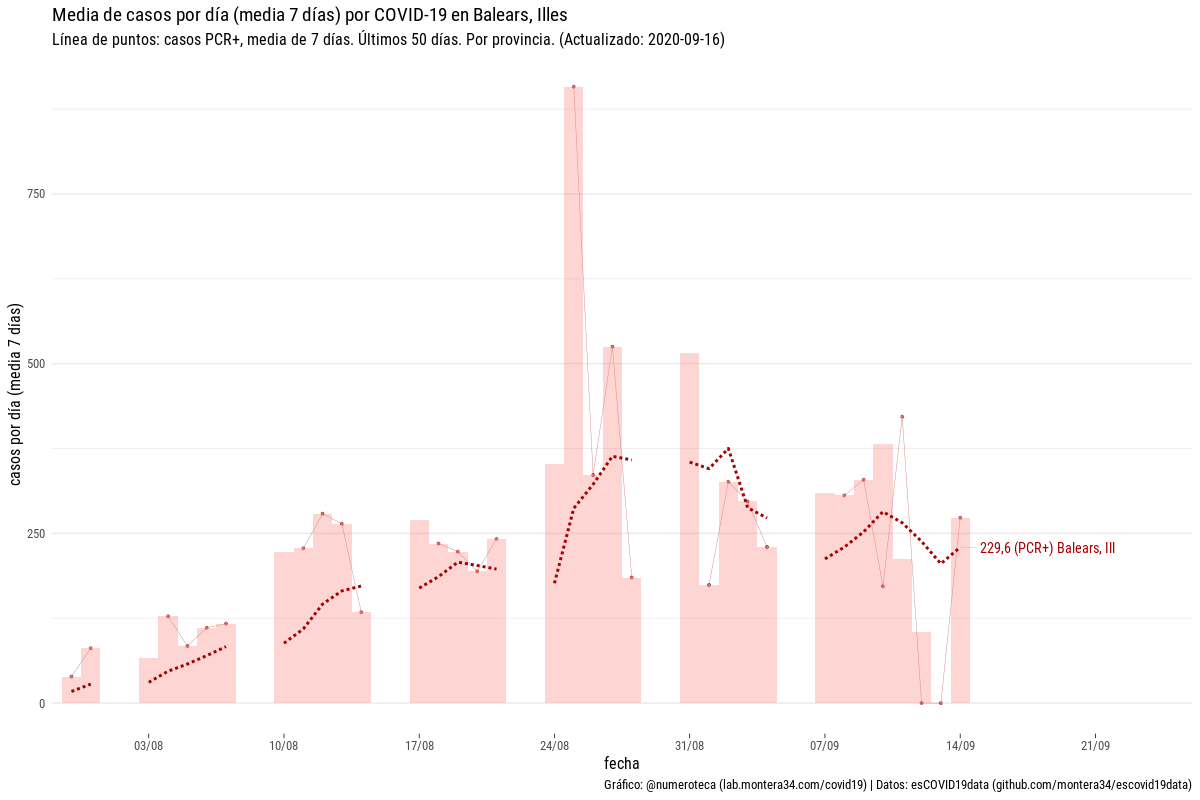 Media de casos por día (media 7 días) por COVID-19 en Balears, Illes
Línea de puntos: casos PCR+, media de 7 días. Últimos 50 días. Por provincia. (Actualizado: 2020-09-16)
casos por día (media 7 días)
750
500
250
0
229,6 (PCR+) Balears, Ill
03/08
10/08
17/08
24/08
31/08
07/09
14/09
21/09
fecha
Gráfico: @numeroteca (lab.montera34.com/covid19) | Datos: esCOVID19data (github.com/montera34/escovid19data)